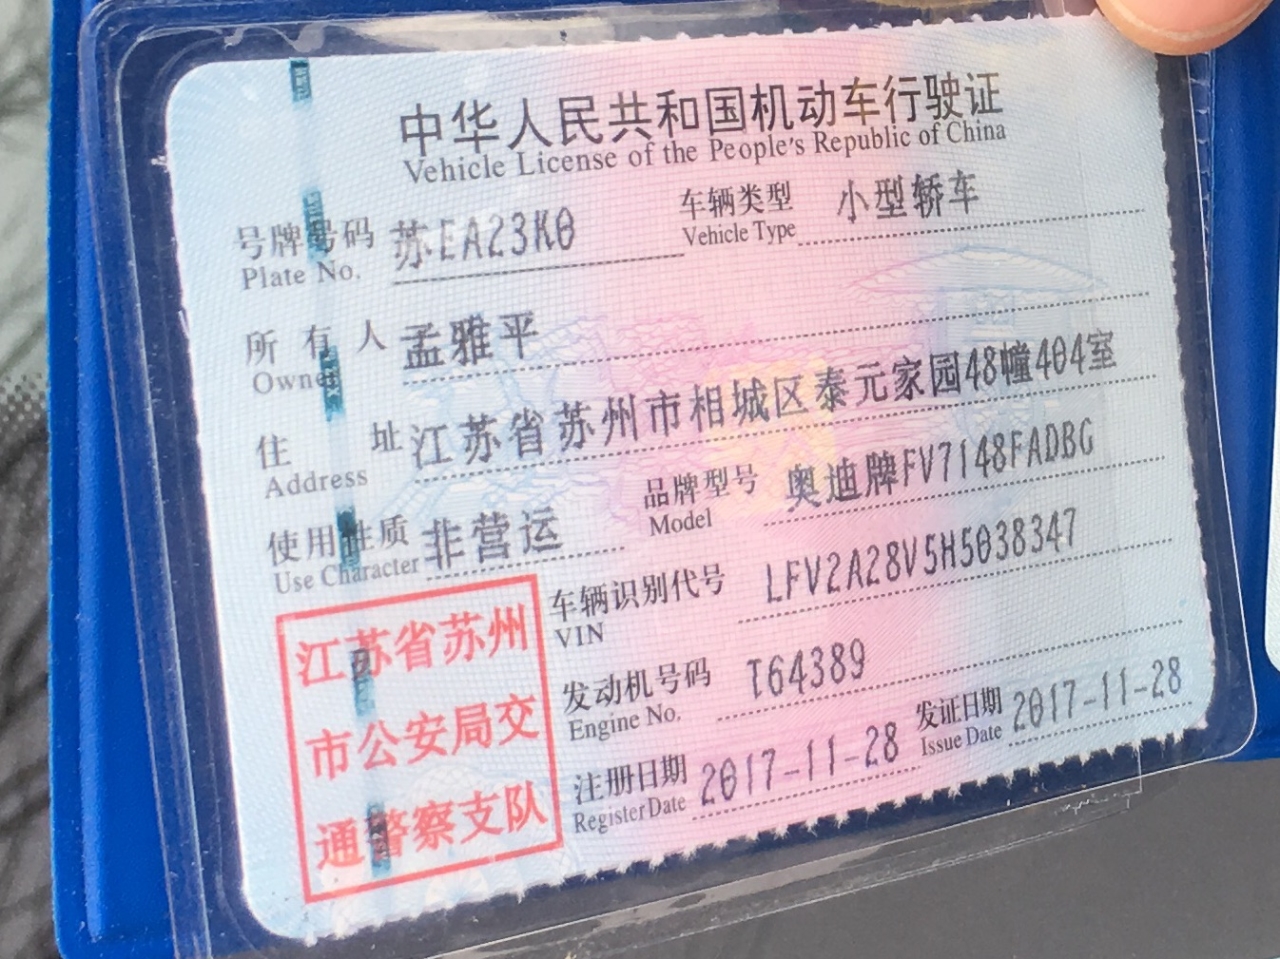 中华人民共和国机动车行驶证
Vehicle License of the People's Republic of China
号牌号码 苏EA23K0 车辆类型 小型轿车
Plate No. Vehicle Type
所有人 孟雅平
Owner
住址 江苏省苏州市相城区泰元家园48幢404室
Address
使用性质 非营运 品牌型号 奥迪牌FV7148FADBG
Use Character Model
车辆识别代号 LFV2A28V5H5038347
VIN
发动机号码 T64389
Engine No.
注册日期 2017-11-28 发证日期 2017-11-28
Register Date Issue Date
江苏省苏州
市公安局交
通警察支队